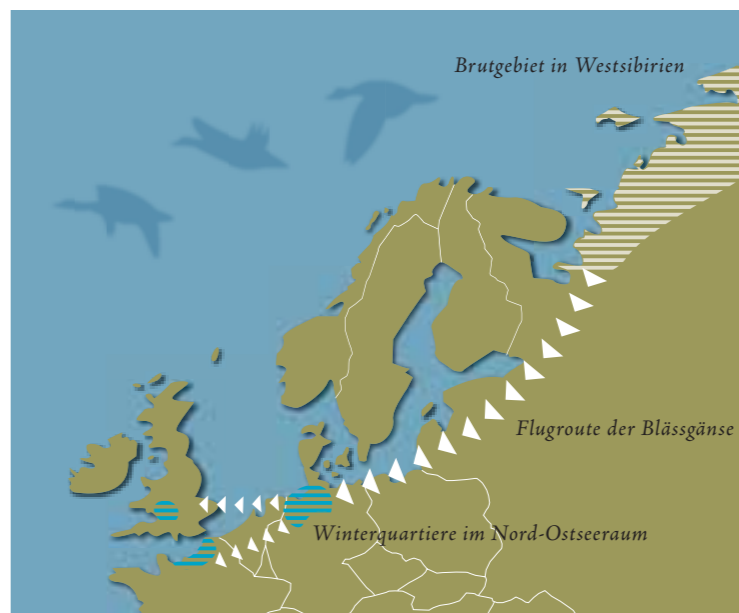 Brutgebiet in Westsibirien
Flugroute der Blässgänse
Winterquartiere im Nord-Ostseeraum